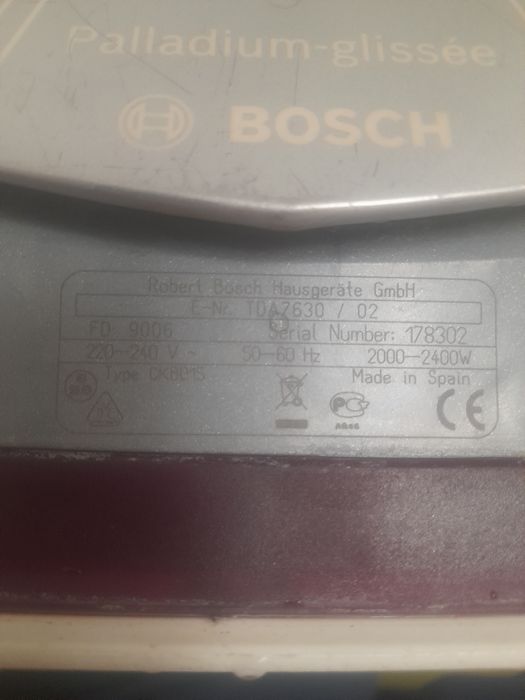 Palladium-glissée
BOSCH
Robert Bosch Hausgeräte GmbH
E-Nr. TDA7630 / 02
FD. 9006 Serial Number: 178302
220-240 V ~ 50-60 Hz 2000-2400W
Type CKBD1S Made in Spain
CE